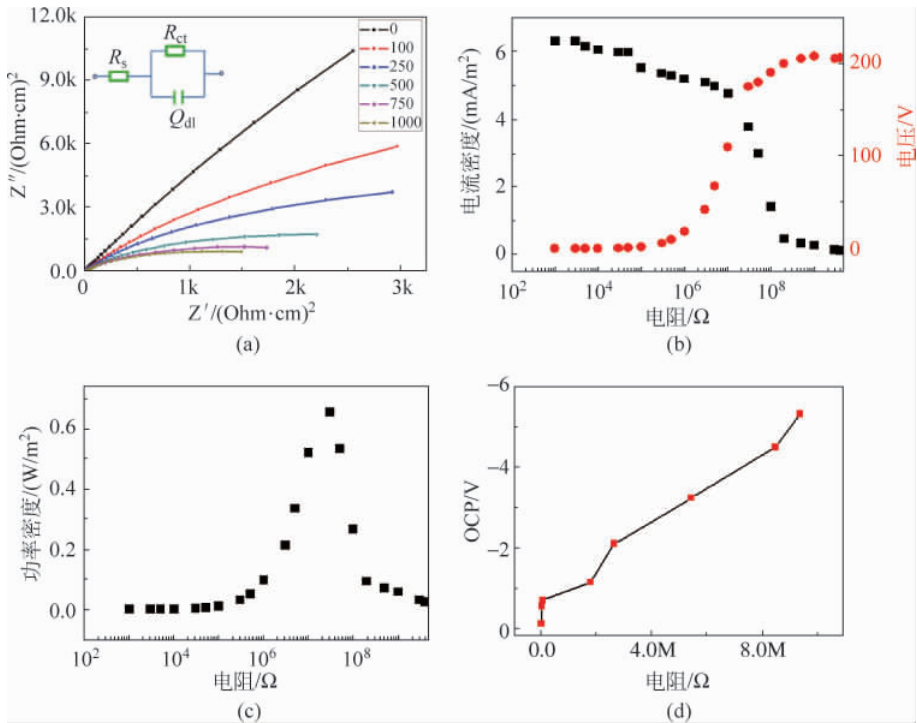 12.0k
9.0k
6.0k
3.0k
0.0
Z″/(Ohm·cm)²
0
1k
2k
3k
Z′/(Ohm·cm)²
Rs
Rct
Qdl
0
100
250
500
750
1000
(a)
6
4
2
0
电流密度/(mA/m²)
200
100
0
电压/V
10² 10⁴ 10⁶ 10⁸
电阻/Ω
(b)
0.6
0.4
0.2
0.0
功率密度/(W/m²)
10² 10⁴ 10⁶ 10⁸
电阻/Ω
(c)
−6
−4
−2
0
OCP/V
0.0 4.0M 8.0M
电阻/Ω
(d)